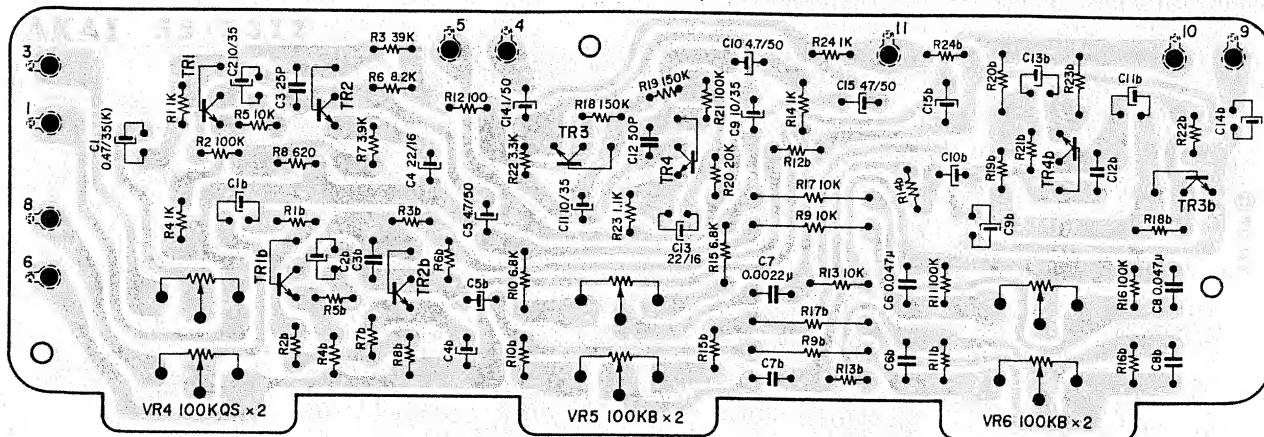 5
4
11
10
9
3
1
8
6
TR1
C2 10/35
C3 25P
TR2
R3 39K
R6 8.2K
R12 100
C14 1/50
R18 150K
R19 150K
R21 100K
C10 4.7/50
C9 10/35
R24 1K
R14 1K
C15 47/50
R24b
C15b
R20b
C13b
R23b
C11b
R22b
C14b
C1
0.47/35(K)
R1 1K
R5 10K
R2 100K
R8 620
R7 3.9K
C4 22/16
R22 3.3K
TR3
C12 50P
TR4
R20 20K
R12b
R14b
C10b
R19b
R21b
TR4b
C12b
TR3b
R4 1K
C1b
R1b
R3b
C5 4.7/50
C11 10/35
R23 1.1K
C13
22/16
R15 6.8K
R17 10K
R9 10K
C9b
R18b
TR1b
C2b
C3b
TR2b
R6b
R5b
C5b
R10 6.8K
C7
0.0022µ
R13 10K
C6 0.047µ
R11 100K
R16 100K
C8 0.047µ
R2b
R4b
R7b
R8b
C4b
R10b
R15b
R17b
R9b
C7b
R13b
C6b
R11b
R16b
C8b
VR4 100KQS ×2
VR5 100KB ×2
VR6 100KB ×2